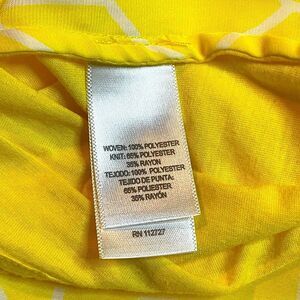 WOVEN: 100% POLYESTER
KNIT: 65% POLYESTER
35% RAYON
TEJIDO: 100% POLYESTER
TEJIDO DE PUNTA:
65% POLIESTER
35% RAYÓN
RN 112727